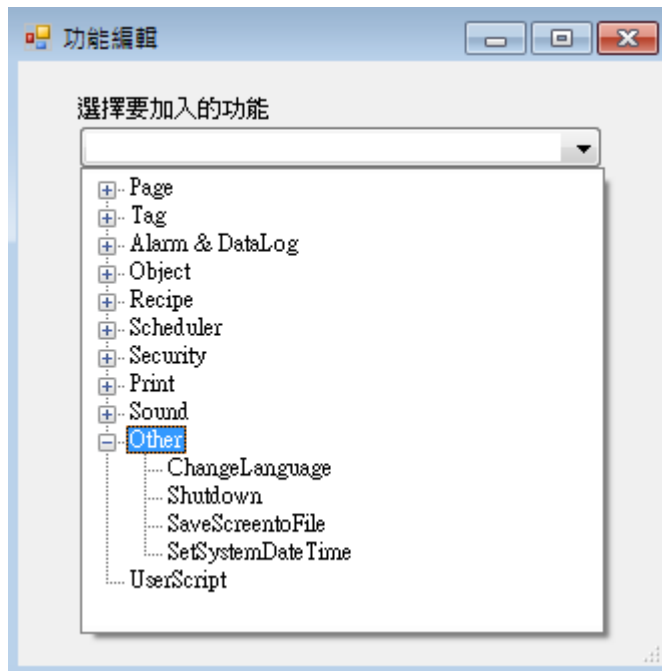 功能編輯
選擇要加入的功能
Page
Tag
Alarm & DataLog
Object
Recipe
Scheduler
Security
Print
Sound
Other
ChangeLanguage
Shutdown
SaveScreentoFile
SetSystemDateTime
UserScript